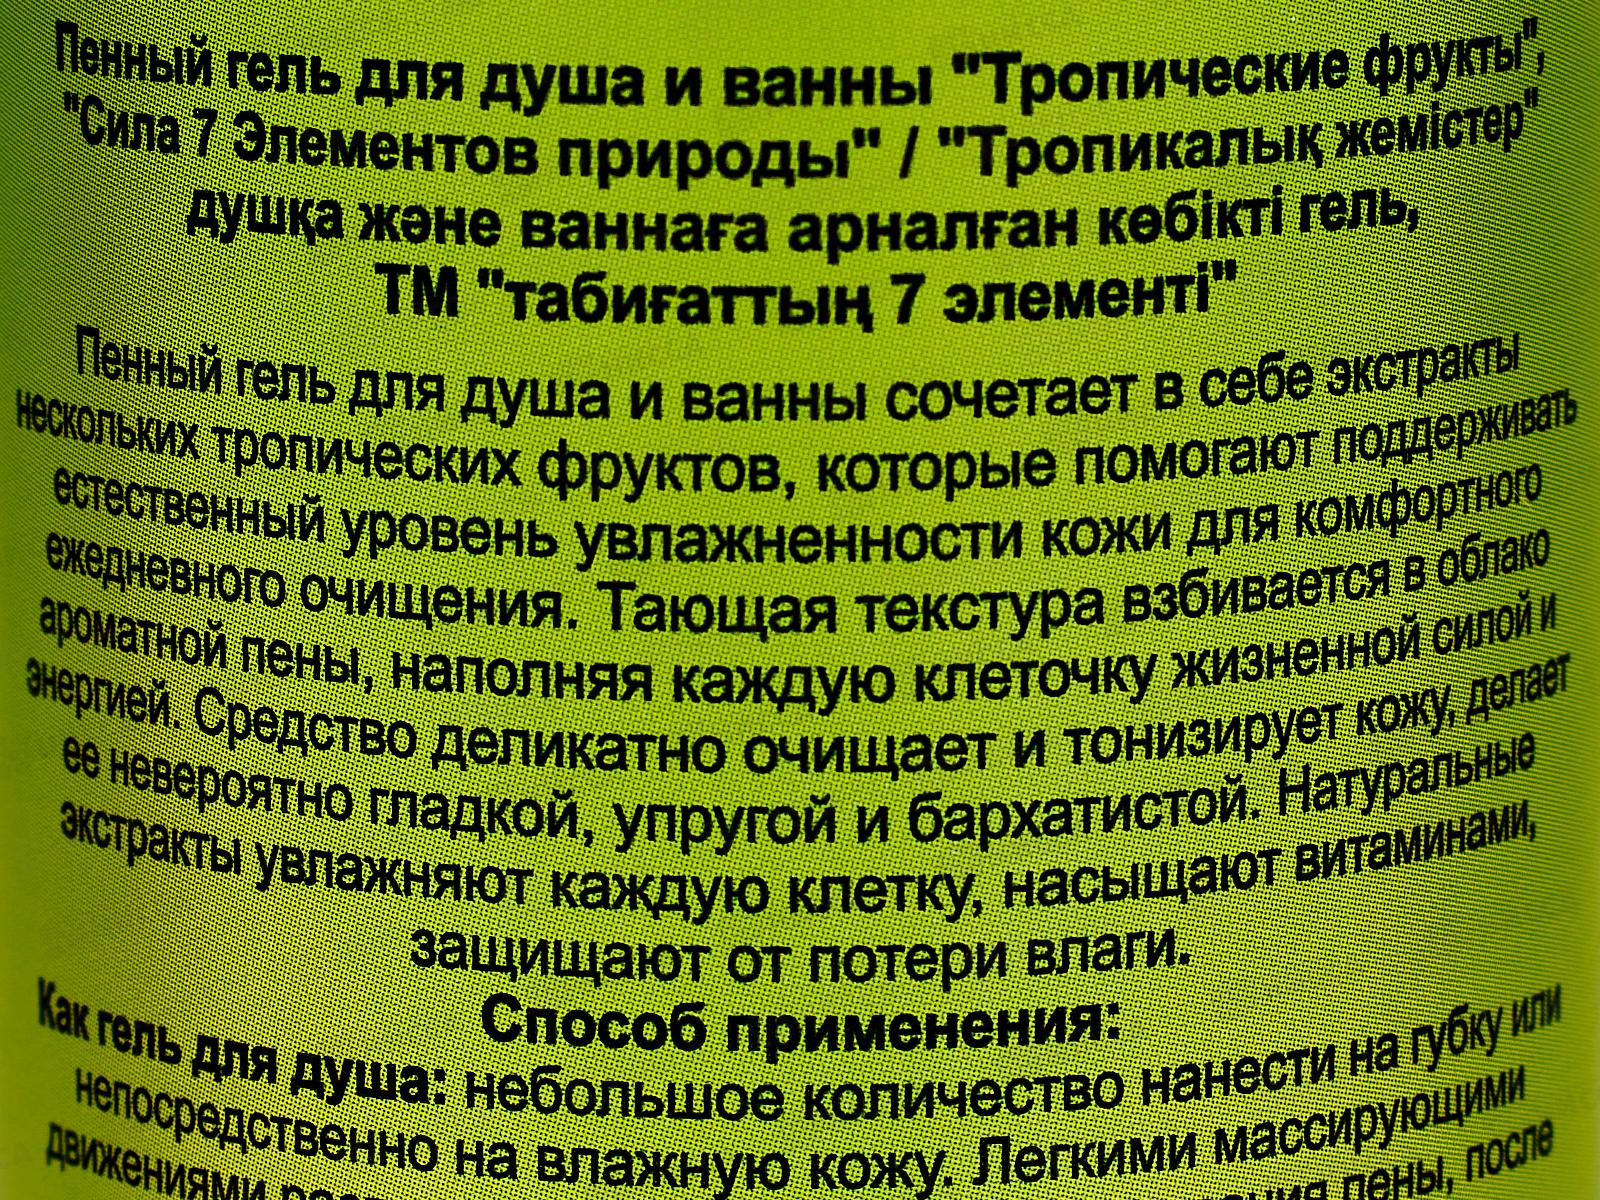 Пенный гель для душа и ванны "Тропические фрукты",
"Сила 7 Элементов природы" / "Тропикалық жемістер"
душқа және ваннаға арналған көбікті гель,
ТМ "табиғаттың 7 элементі"
Пенный гель для душа и ванны сочетает в себе экстракты
нескольких тропических фруктов, которые помогают поддерживать
естественный уровень увлажненности кожи для комфортного
ежедневного очищения. Тающая текстура взбивается в облако
ароматной пены, наполняя каждую клеточку жизненной силой и
энергией. Средство деликатно очищает и тонизирует кожу, делает
ее невероятно гладкой, упругой и бархатистой. Натуральные
экстракты увлажняют каждую клетку, насыщают витаминами,
защищают от потери влаги.
Способ применения:
Как гель для душа: небольшое количество нанести на губку или
непосредственно на влажную кожу. Легкими массирующими
движениями пены, после